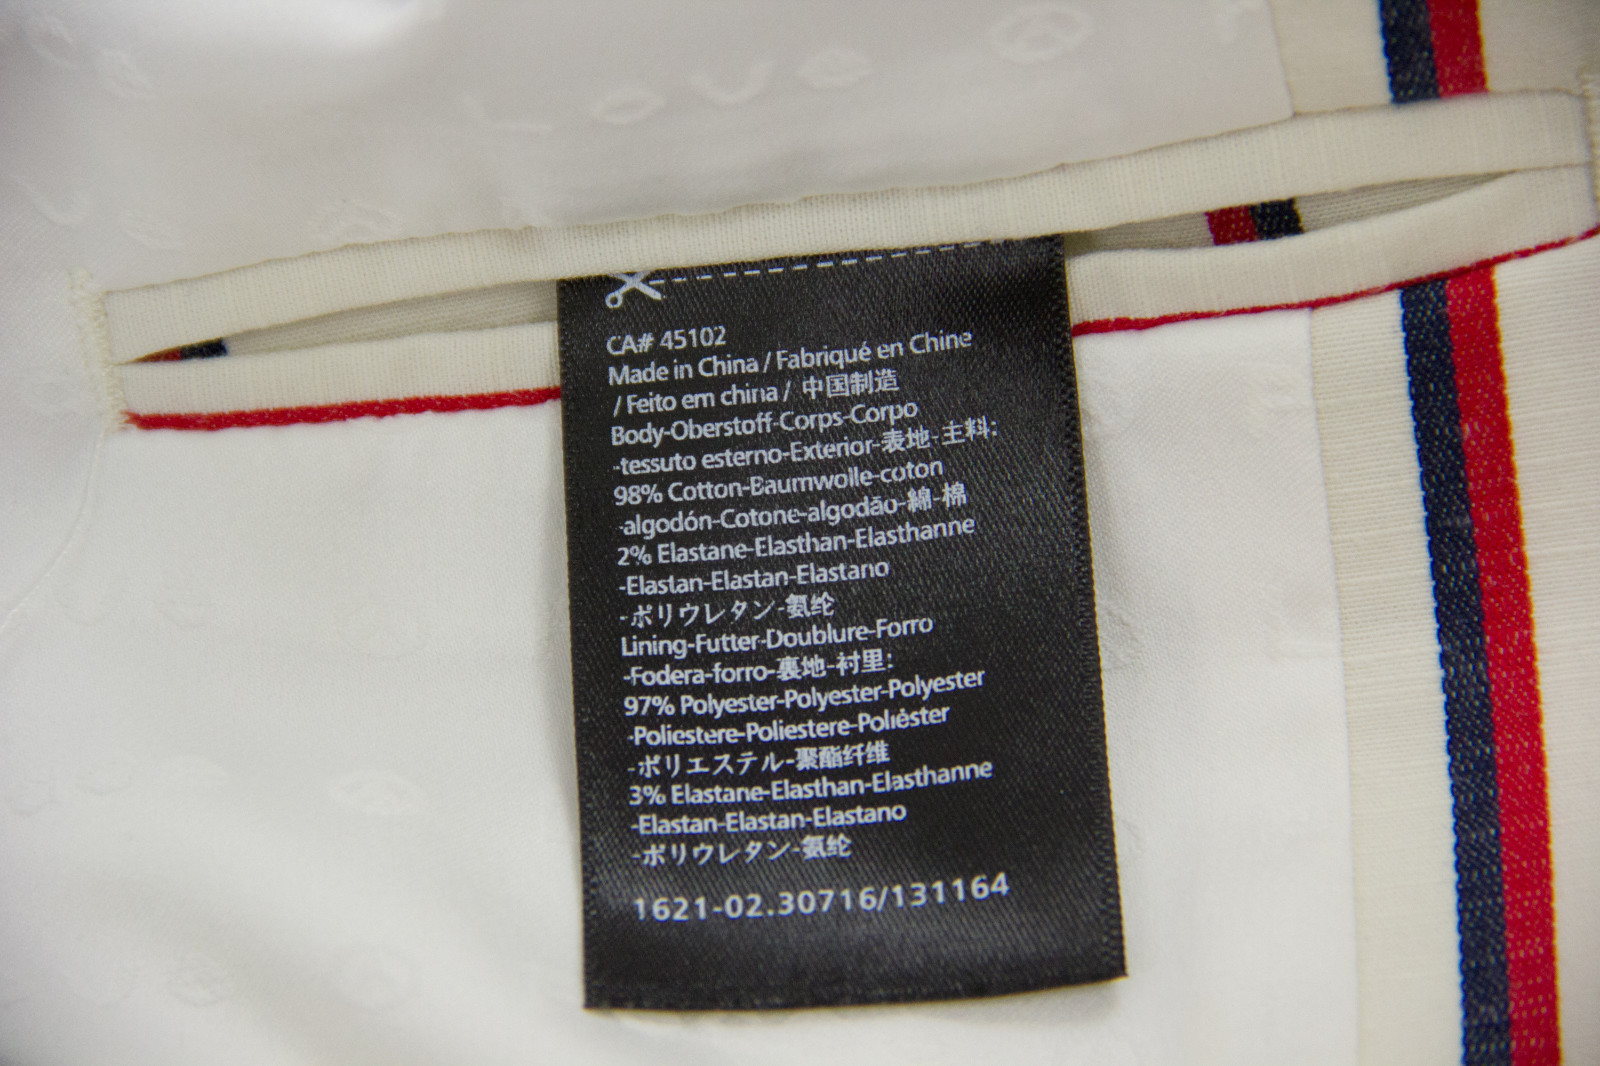 Love
CA# 45102
Made in China / Fabriqué en Chine
/ Feito em china / 中国制造
Body-Oberstoff-Corps-Corpo
-tessuto esterno-Exterior-表地-主料:
98% Cotton-Baumwolle-coton
-algodón-Cotone-algodão-綿-棉
2% Elastane-Elasthan-Elasthanne
-Elastan-Elastan-Elastano
-ポリウレタン-氨纶
Lining-Futter-Doublure-Forro
-Fodera-forro-裏地-衬里:
97% Polyester-Polyester-Polyester
-Poliestere-Poliestere-Poliéster
-ポリエステル-聚酯纤维
3% Elastane-Elasthan-Elasthanne
-Elastan-Elastan-Elastano
-ポリウレタン-氨纶
1621-02.30716/131164